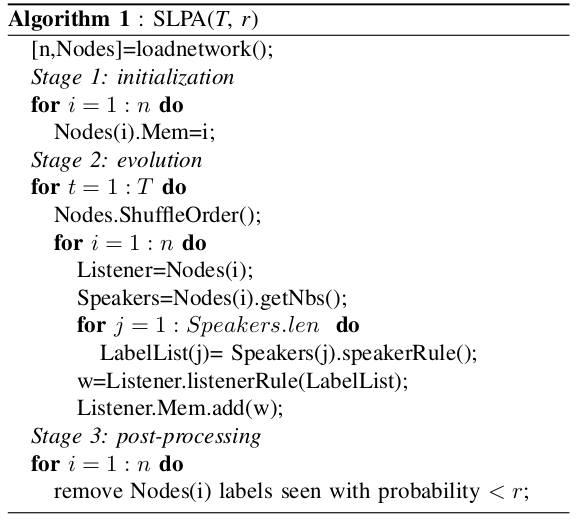 Algorithm 1 : SLPA(T, r)
[n,Nodes]=loadnetwork();
Stage 1: initialization
for i = 1 : n do
Nodes(i).Mem=i;
Stage 2: evolution
for t = 1 : T do
Nodes.ShuffleOrder();
for i = 1 : n do
Listener=Nodes(i);
Speakers=Nodes(i).getNbs();
for j = 1 : Speakers.len do
LabelList(j)= Speakers(j).speakerRule();
w=Listener.listenerRule(LabelList);
Listener.Mem.add(w);
Stage 3: post-processing
for i = 1 : n do
remove Nodes(i) labels seen with probability < r;